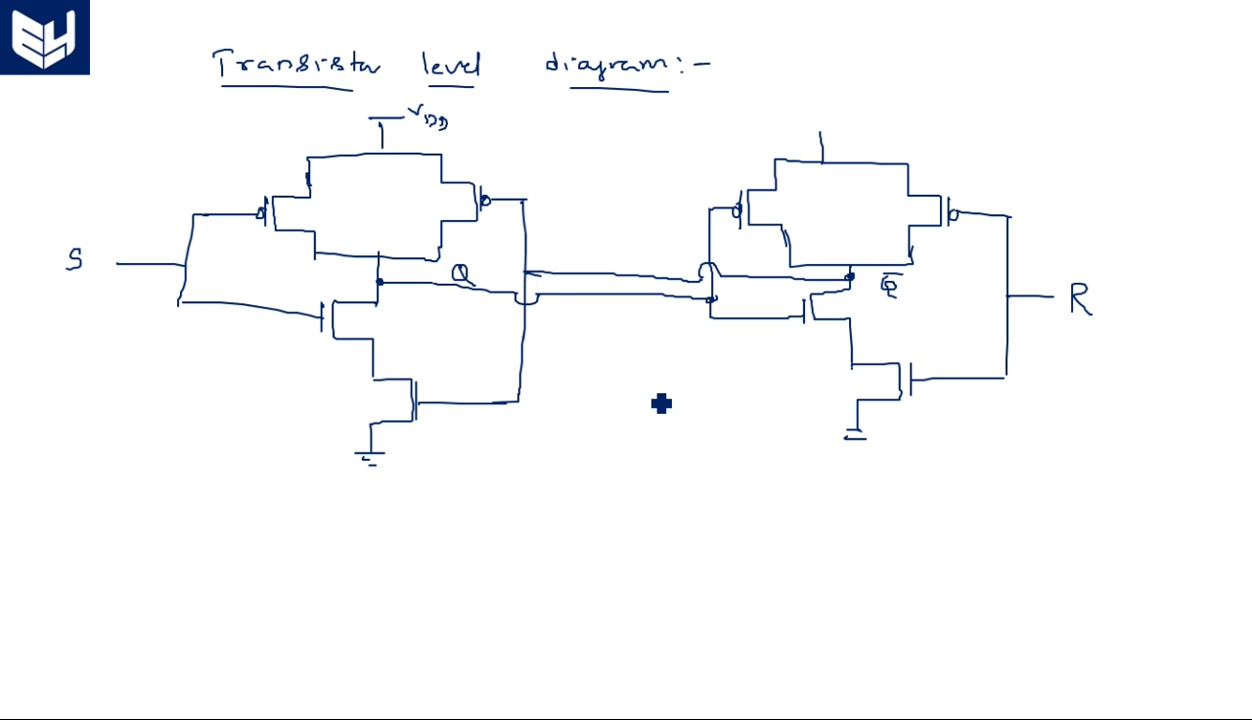 Transistor level diagram:-
VDD
S
Q
Q̅
R